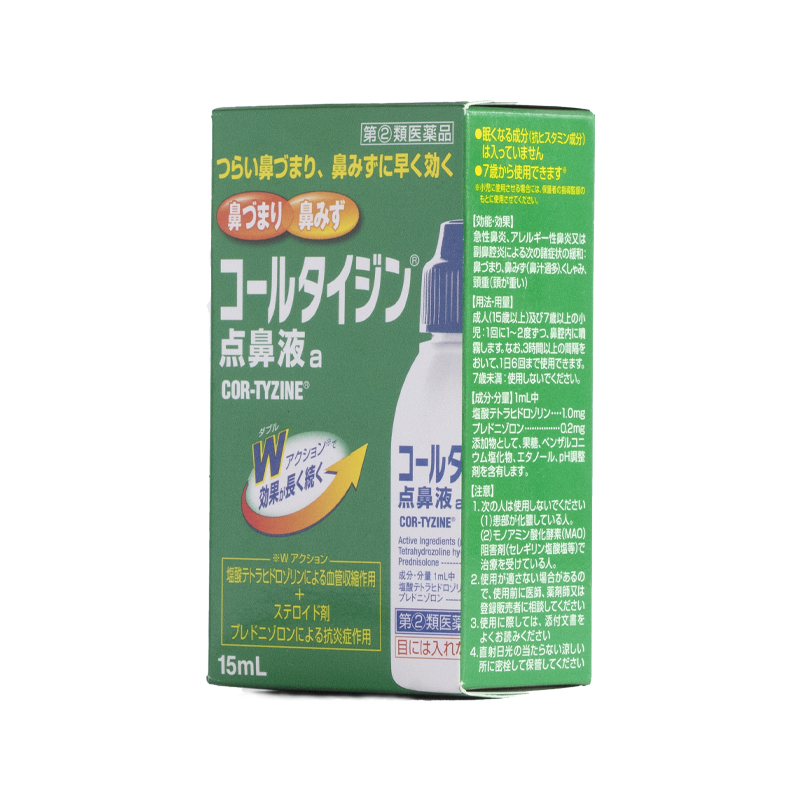 第②類医薬品
つらい鼻づまり、鼻みずに早く効く
鼻づまり 鼻みず
コールタイジン®
点鼻液a
COR-TYZINE®
ダブル
Wアクション※で
効果が長く続く
※W アクション
塩酸テトラヒドロゾリンによる血管収縮作用
+
ステロイド剤
プレドニゾロンによる抗炎症作用
15mL
コールタ
点鼻液a
COR-TYZINE®
Active Ingredients
Tetrahydrozoline hy
Prednisolone
成分・分量 1mL中
塩酸テトラヒドロゾリ
プレドニゾロン
第②類医薬
目には入れ
●眠くなる成分(抗ヒスタミン成分)
は入っていません
●7歳から使用できます※
※小児に使用させる場合には、保護者の指導監督の
もとに使用させてください。
【効能・効果】
急性鼻炎、アレルギー性鼻炎又は
副鼻腔炎による次の諸症状の緩和:
鼻づまり、鼻みず(鼻汁過多)、くしゃみ、
頭重(頭が重い)
【用法・用量】
成人(15歳以上)及び7歳以上の小
児:1回に1~2度ずつ、鼻腔内に噴
霧します。なお、3時間以上の間隔を
おいて、1日6回まで使用できます。
7歳未満:使用しないでください。
【成分・分量】1mL中
塩酸テトラヒドロゾリン····1.0mg
プレドニゾロン···············0.2mg
添加物として、果糖、ベンザルコニ
ウム塩化物、エタノール、pH調整
剤を含有します。
【注意】
1.次の人は使用しないでください
(1)患部が化膿している人。
(2)モノアミン酸化酵素(MAO)
阻害剤(セレギリン塩酸塩等)で
治療を受けている人。
2.使用が適さない場合があるの
で、使用前に医師、薬剤師又は
登録販売者に相談してください
3.使用に際しては、添付文書を
よくお読みください
4.直射日光の当たらない涼しい
所に密栓して保管してください